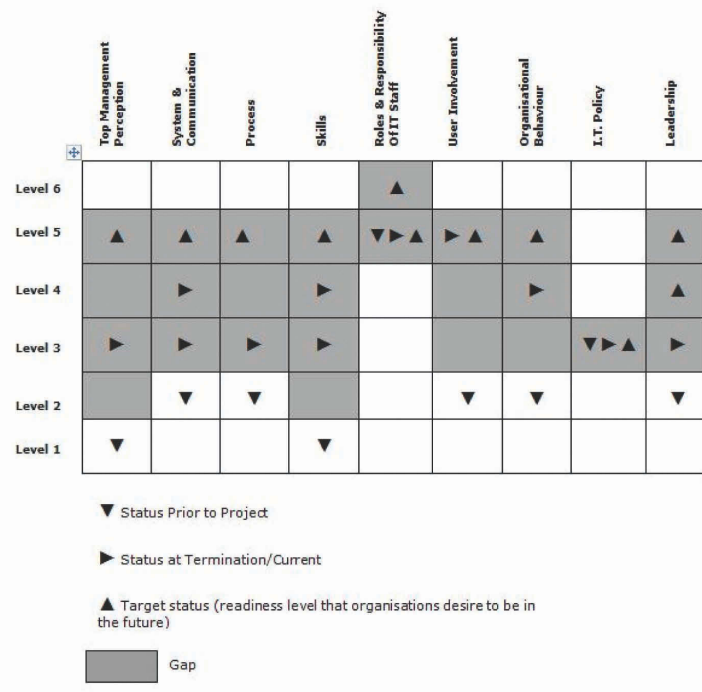 Top Management
Perception
System &
Communication
Process
Skills
Roles & Responsibility
Of IT Staff
User Involvement
Organisational
Behaviour
I.T. Policy
Leadership
Level 6
Level 5
Level 4
Level 3
Level 2
Level 1
Status Prior to Project
Status at Termination/Current
Target status (readiness level that organisations desire to be in
the future)
Gap